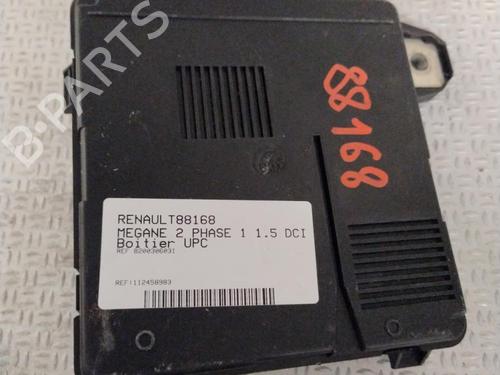 B-PARTS
88168
RENAULT88168
MEGANE 2 PHASE 1 1.5 DCI
Boitier UPC
REF 8200306031
REF:112458983